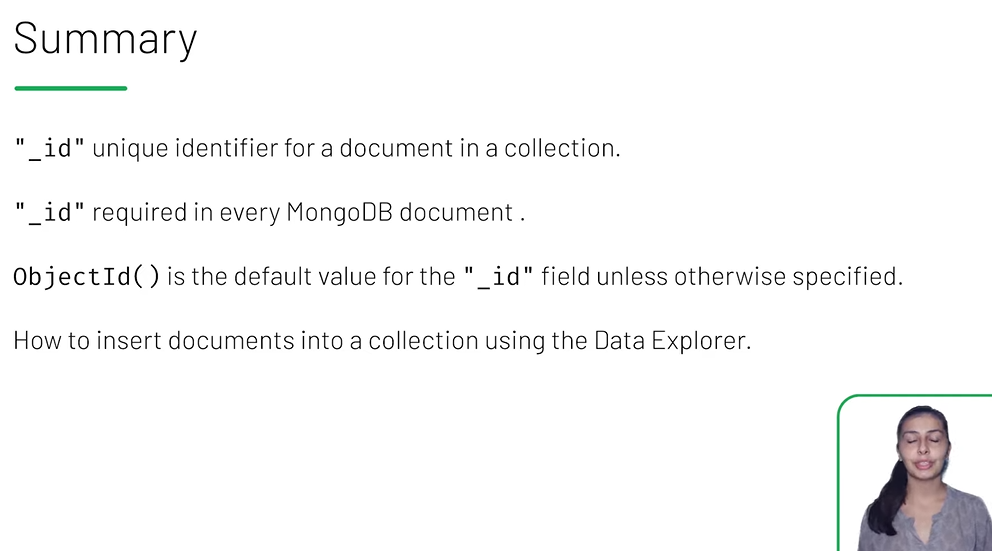 Summary
"_id" unique identifier for a document in a collection.
"_id" required in every MongoDB document .
ObjectId() is the default value for the "_id" field unless otherwise specified.
How to insert documents into a collection using the Data Explorer.